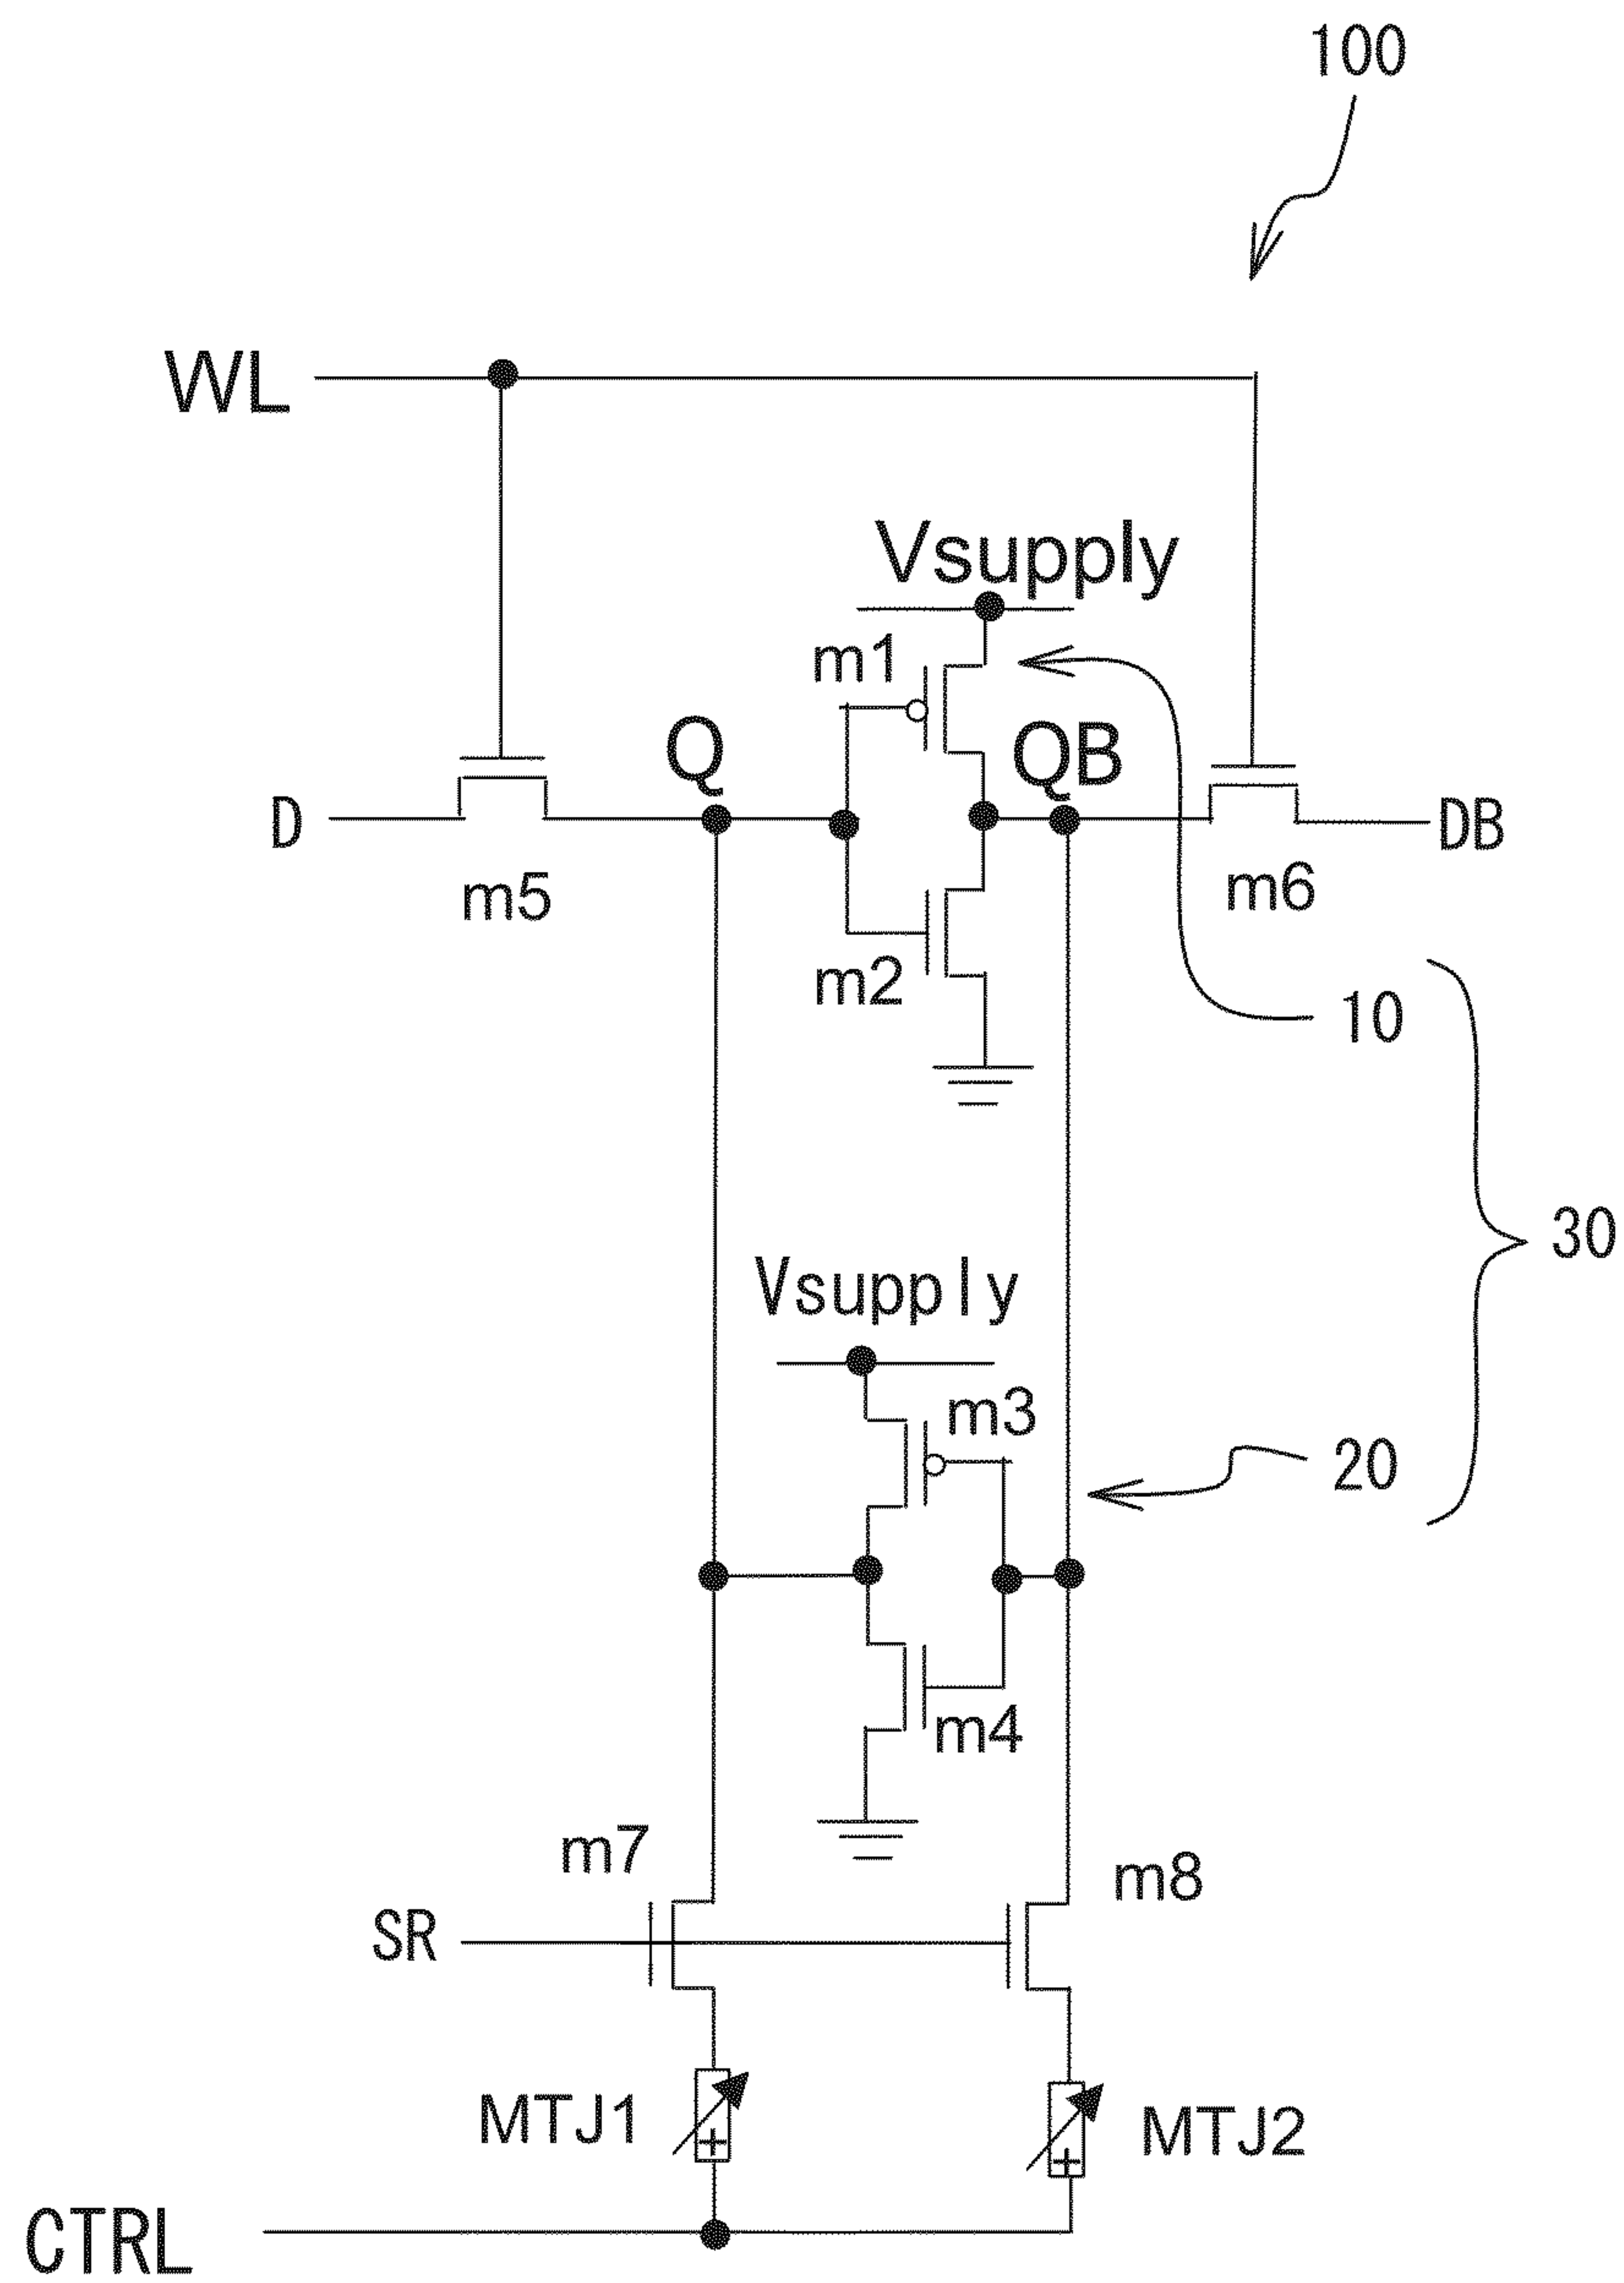 100
WL
Vsupply
m1
Q
QB
D
DB
m5
m6
m2
10
30
Vsupply
m3
20
m4
m7
m8
SR
MTJ1
MTJ2
CTRL